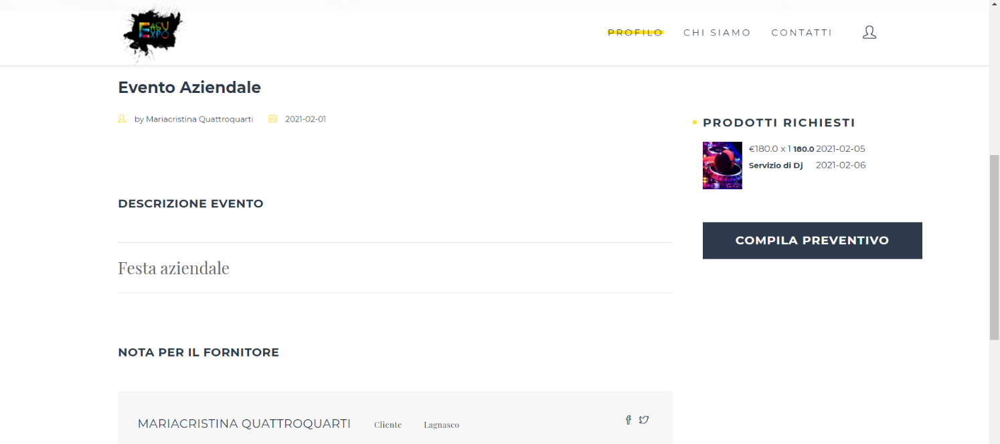 EASY
EXPO
PROFILO
CHI SIAMO
CONTATTI
Evento Aziendale
by Mariacristina Quattroquarti
2021-02-01
DESCRIZIONE EVENTO
Festa aziendale
NOTA PER IL FORNITORE
MARIACRISTINA QUATTROQUARTI
Cliente
Lagnasco
PRODOTTI RICHIESTI
€180.0 x 1 180.0 2021-02-05
Servizio di Dj 2021-02-06
COMPILA PREVENTIVO